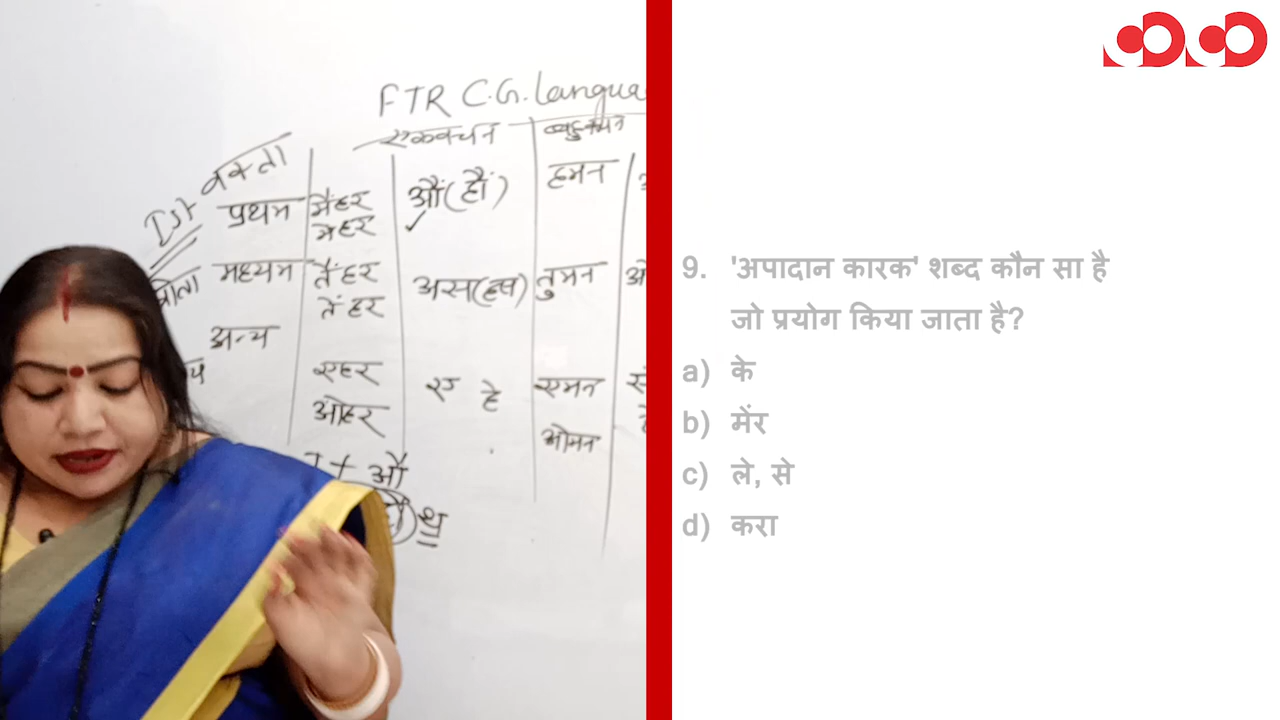 FTR C.G. Langua
एकवचन बहुवचन
वक्ता
Ist प्रथम मैंहर औं(हौं) हमन
मेहर
मध्यम तैंहर अस(हस) तुमन
तेंहर
अन्य
एहर ए हे एमन
ओहर ओमन
+ औ
थ
9. 'अपादान कारक' शब्द कौन सा है
जो प्रयोग किया जाता है?
a) के
b) मेंर
c) ले, से
d) करा